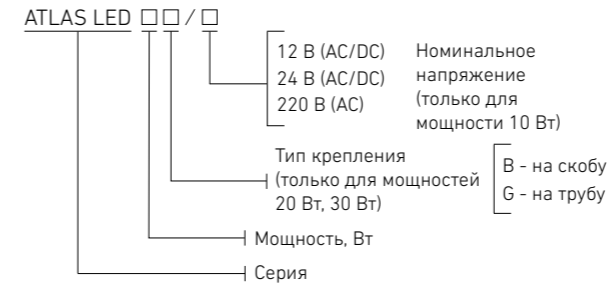 ATLAS LED □□/□
12 В (AC/DC)
24 В (AC/DC)
220 В (AC)
Номинальное
напряжение
(только для
мощности 10 Вт)
Тип крепления
(только для мощностей
20 Вт, 30 Вт)
B - на скобу
G - на трубу
Мощность, Вт
Серия